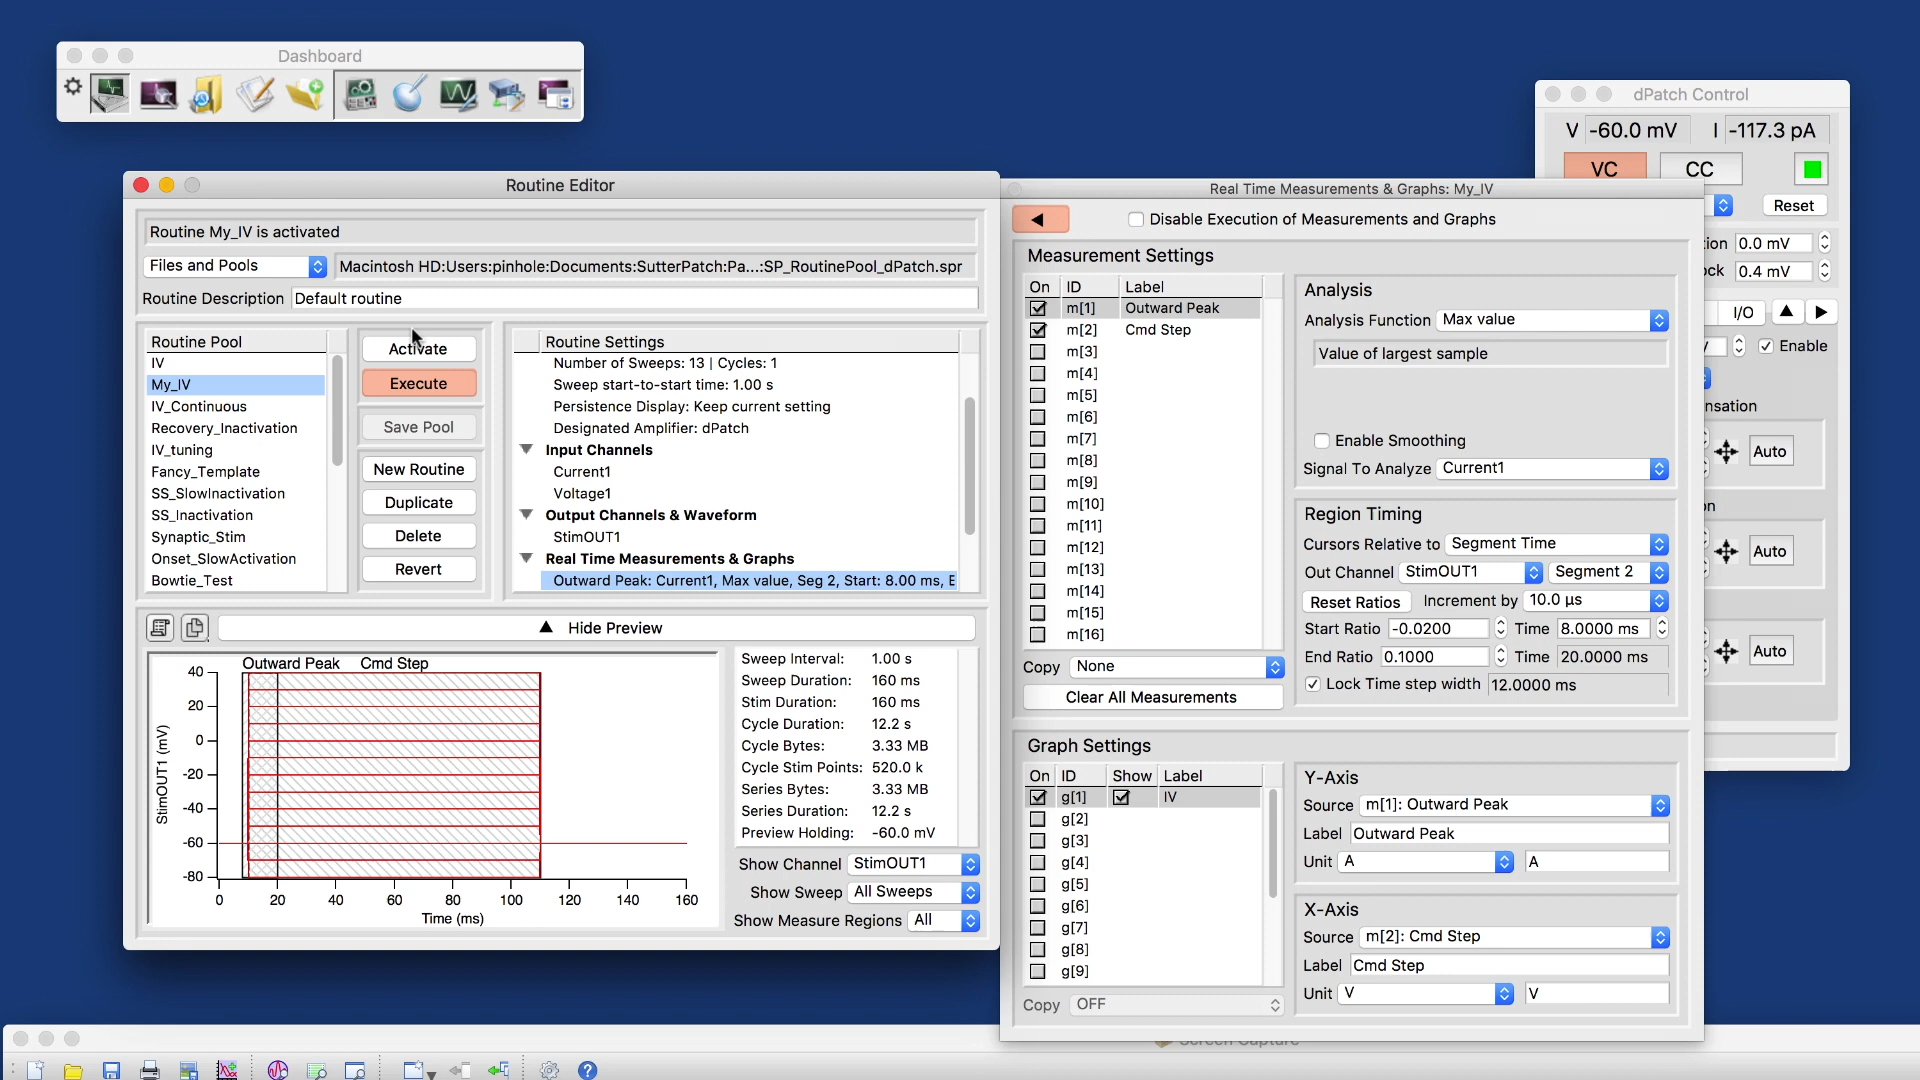 Dashboard
dPatch Control
V -60.0 mV I -117.3 pA
VC CC
Reset
0.0 mV
0.4 mV
I/O
Enable
Auto
Auto
Auto
Routine Editor
Routine My_IV is activated
Files and Pools Macintosh HD:Users:pinhole:Documents:SutterPatch:Pa...:SP_RoutinePool_dPatch.spr
Routine Description Default routine
Routine Pool
IV
My_IV
IV_Continuous
Recovery_Inactivation
IV_tuning
Fancy_Template
SS_SlowInactivation
SS_Inactivation
Synaptic_Stim
Onset_SlowActivation
Bowtie_Test
Activate
Execute
Save Pool
New Routine
Duplicate
Delete
Revert
Routine Settings
Number of Sweeps: 13 | Cycles: 1
Sweep start-to-start time: 1.00 s
Persistence Display: Keep current setting
Designated Amplifier: dPatch
Input Channels
Current1
Voltage1
Output Channels & Waveform
StimOUT1
Real Time Measurements & Graphs
Outward Peak: Current1, Max value, Seg 2, Start: 8.00 ms, E
Hide Preview
Outward Peak Cmd Step
StimOUT1 (mV)
40
20
0
-20
-40
-60
-80
0 20 40 60 80 100 120 140 160
Time (ms)
Sweep Interval: 1.00 s
Sweep Duration: 160 ms
Stim Duration: 160 ms
Cycle Duration: 12.2 s
Cycle Bytes: 3.33 MB
Cycle Stim Points: 520.0 k
Series Bytes: 3.33 MB
Series Duration: 12.2 s
Preview Holding: -60.0 mV
Show Channel StimOUT1
Show Sweep All Sweeps
Show Measure Regions All
Real Time Measurements & Graphs: My_IV
Disable Execution of Measurements and Graphs
Measurement Settings
On ID Label
m[1] Outward Peak
m[2] Cmd Step
m[3]
m[4]
m[5]
m[6]
m[7]
m[8]
m[9]
m[10]
m[11]
m[12]
m[13]
m[14]
m[15]
m[16]
Copy None
Clear All Measurements
Analysis
Analysis Function Max value
Value of largest sample
Enable Smoothing
Signal To Analyze Current1
Region Timing
Cursors Relative to Segment Time
Out Channel StimOUT1 Segment 2
Reset Ratios Increment by 10.0 µs
Start Ratio -0.0200 Time 8.0000 ms
End Ratio 0.1000 Time 20.0000 ms
Lock Time step width 12.0000 ms
Graph Settings
On ID Show Label
g[1] IV
g[2]
g[3]
g[4]
g[5]
g[6]
g[7]
g[8]
g[9]
Copy OFF
Y-Axis
Source m[1]: Outward Peak
Label Outward Peak
Unit A A
X-Axis
Source m[2]: Cmd Step
Label Cmd Step
Unit V V